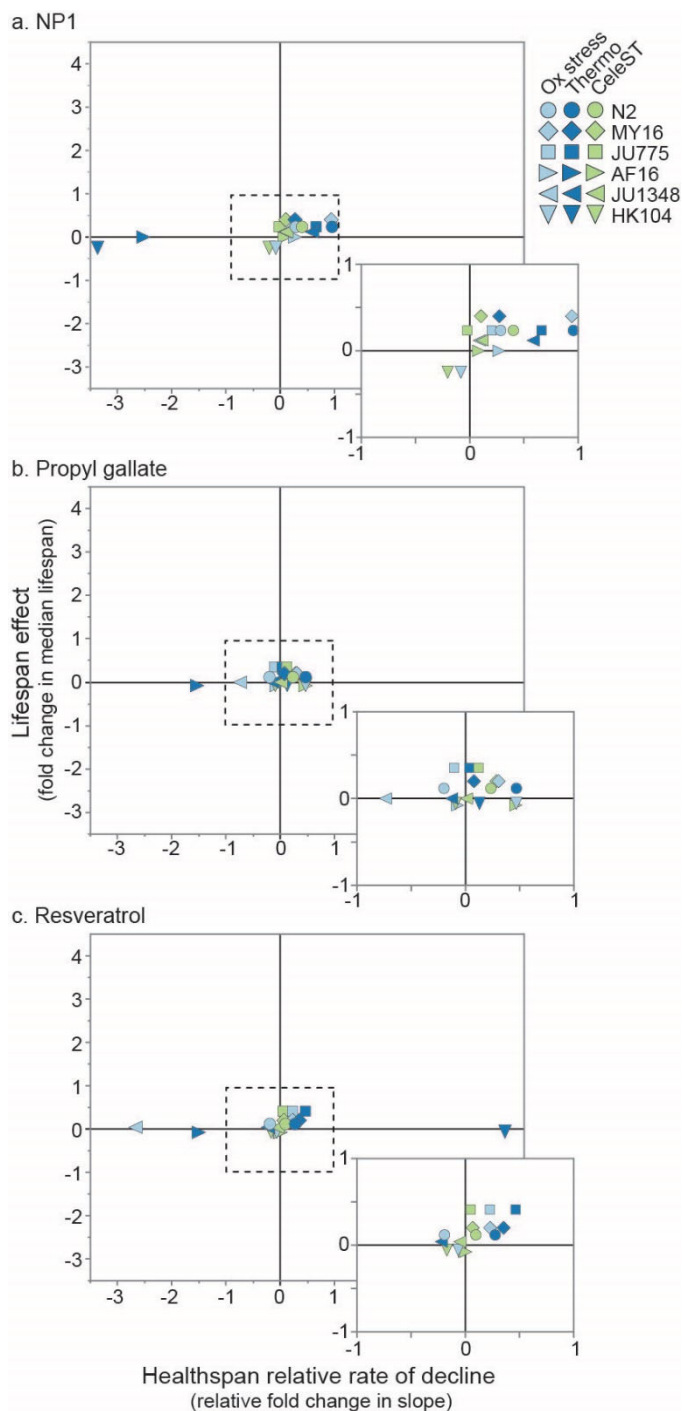 a. NP1
Ox stress
Thermo
CeleST
N2
MY16
JU775
AF16
JU1348
HK104
4
3
2
1
0
-1
-2
-3
-3 -2 -1 0 1
1
0
-1
-1 0 1
b. Propyl gallate
Lifespan effect
(fold change in median lifespan)
4
3
2
1
0
-1
-2
-3
-3 -2 -1 0 1
1
0
-1
-1 0 1
c. Resveratrol
4
3
2
1
0
-1
-2
-3
-3 -2 -1 0 1
1
0
-1
-1 0 1
Healthspan relative rate of decline
(relative fold change in slope)